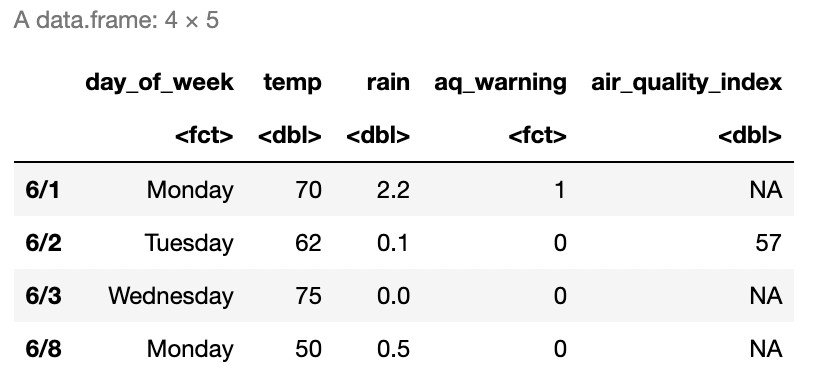 A data.frame: 4 × 5
day_of_week temp rain aq_warning air_quality_index
<fct> <dbl> <dbl> <fct> <dbl>
6/1 Monday 70 2.2 1 NA
6/2 Tuesday 62 0.1 0 57
6/3 Wednesday 75 0.0 0 NA
6/8 Monday 50 0.5 0 NA